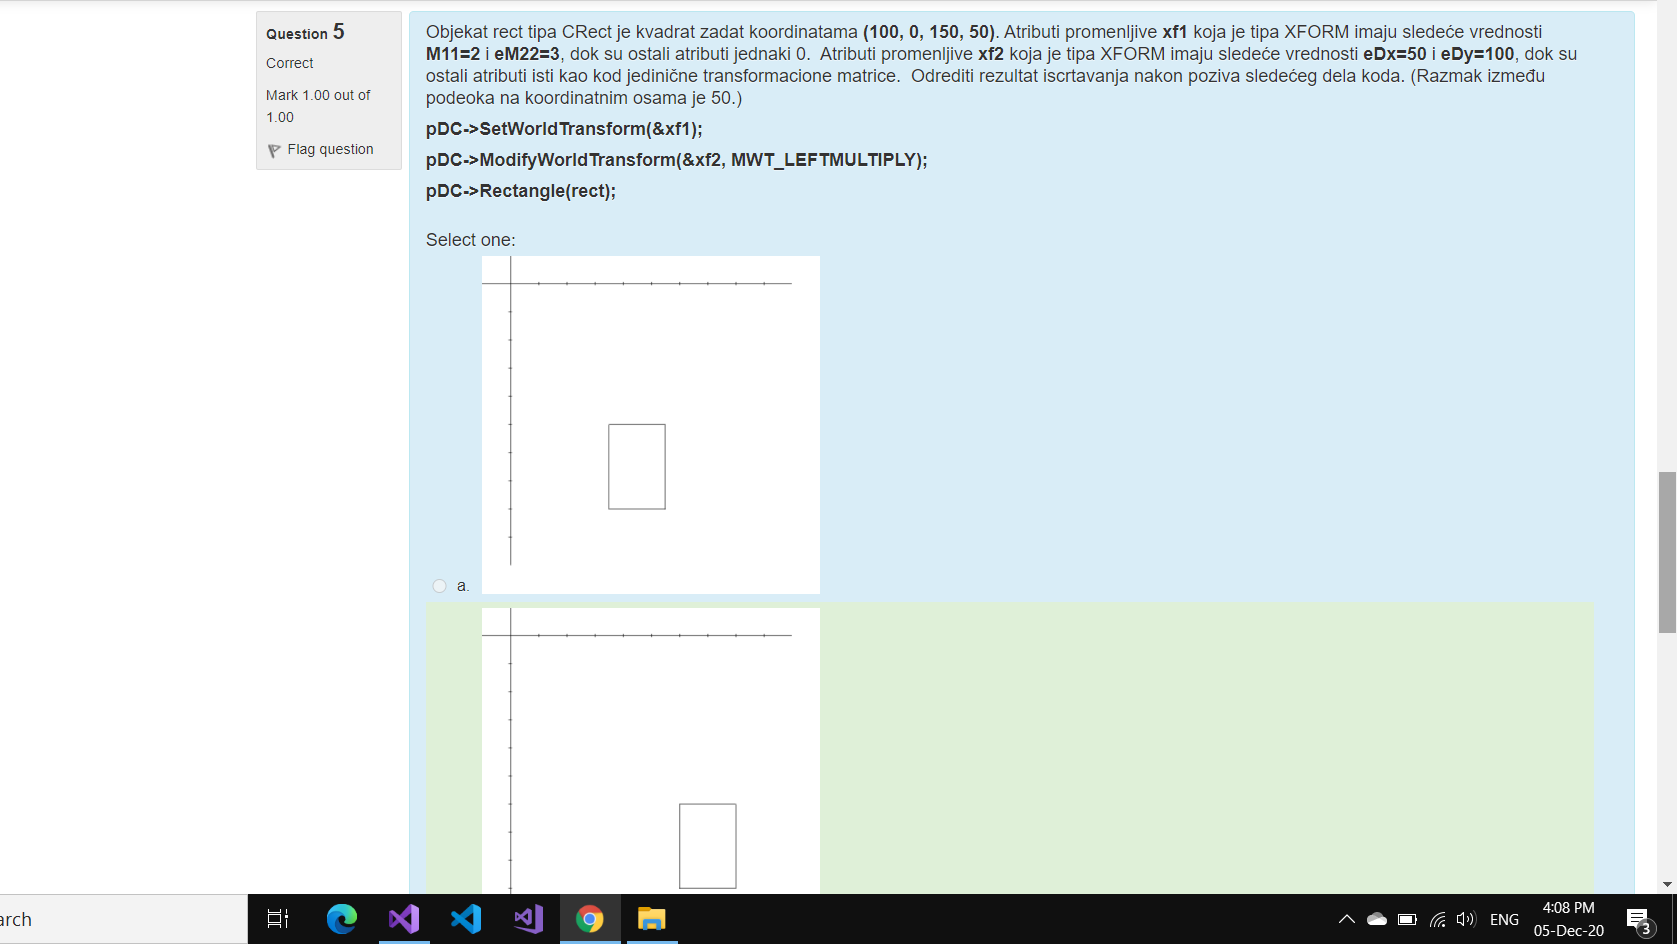 Question 5
Correct
Mark 1.00 out of
1.00
Flag question
Objekat rect tipa CRect je kvadrat zadat koordinatama (100, 0, 150, 50). Atributi promenljive xf1 koja je tipa XFORM imaju sledeće vrednosti
M11=2 i eM22=3, dok su ostali atributi jednaki 0.  Atributi promenljive xf2 koja je tipa XFORM imaju sledeće vrednosti eDx=50 i eDy=100, dok su
ostali atributi isti kao kod jedinične transformacione matrice.  Odrediti rezultat iscrtavanja nakon poziva sledećeg dela koda. (Razmak između
podeoka na koordinatnim osama je 50.)
pDC->SetWorldTransform(&xf1);
pDC->ModifyWorldTransform(&xf2, MWT_LEFTMULTIPLY);
pDC->Rectangle(rect);
Select one:
a.
arch
ENG
4:08 PM
05-Dec-20
3